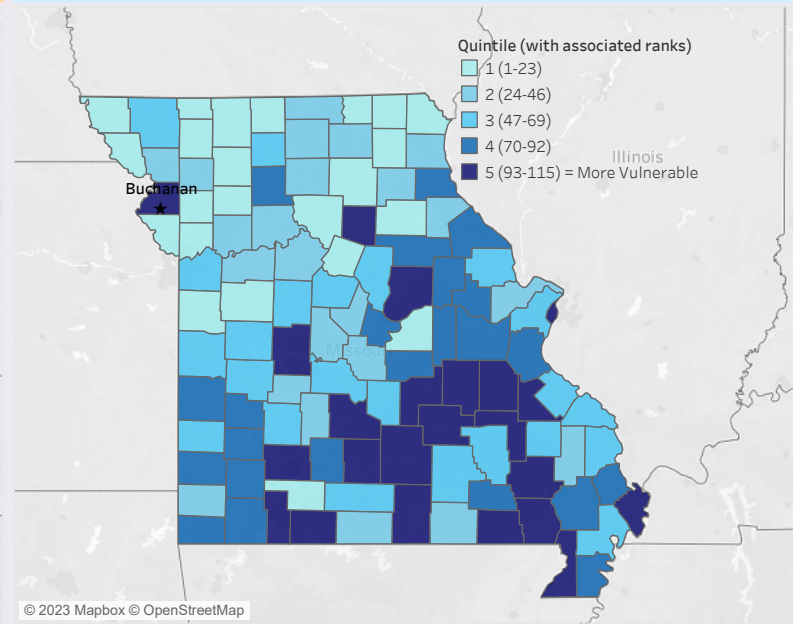 Quintile (with associated ranks)
1 (1-23)
2 (24-46)
3 (47-69)
4 (70-92)
5 (93-115) = More Vulnerable
Illinois
Buchanan
Missouri
© 2023 Mapbox © OpenStreetMap